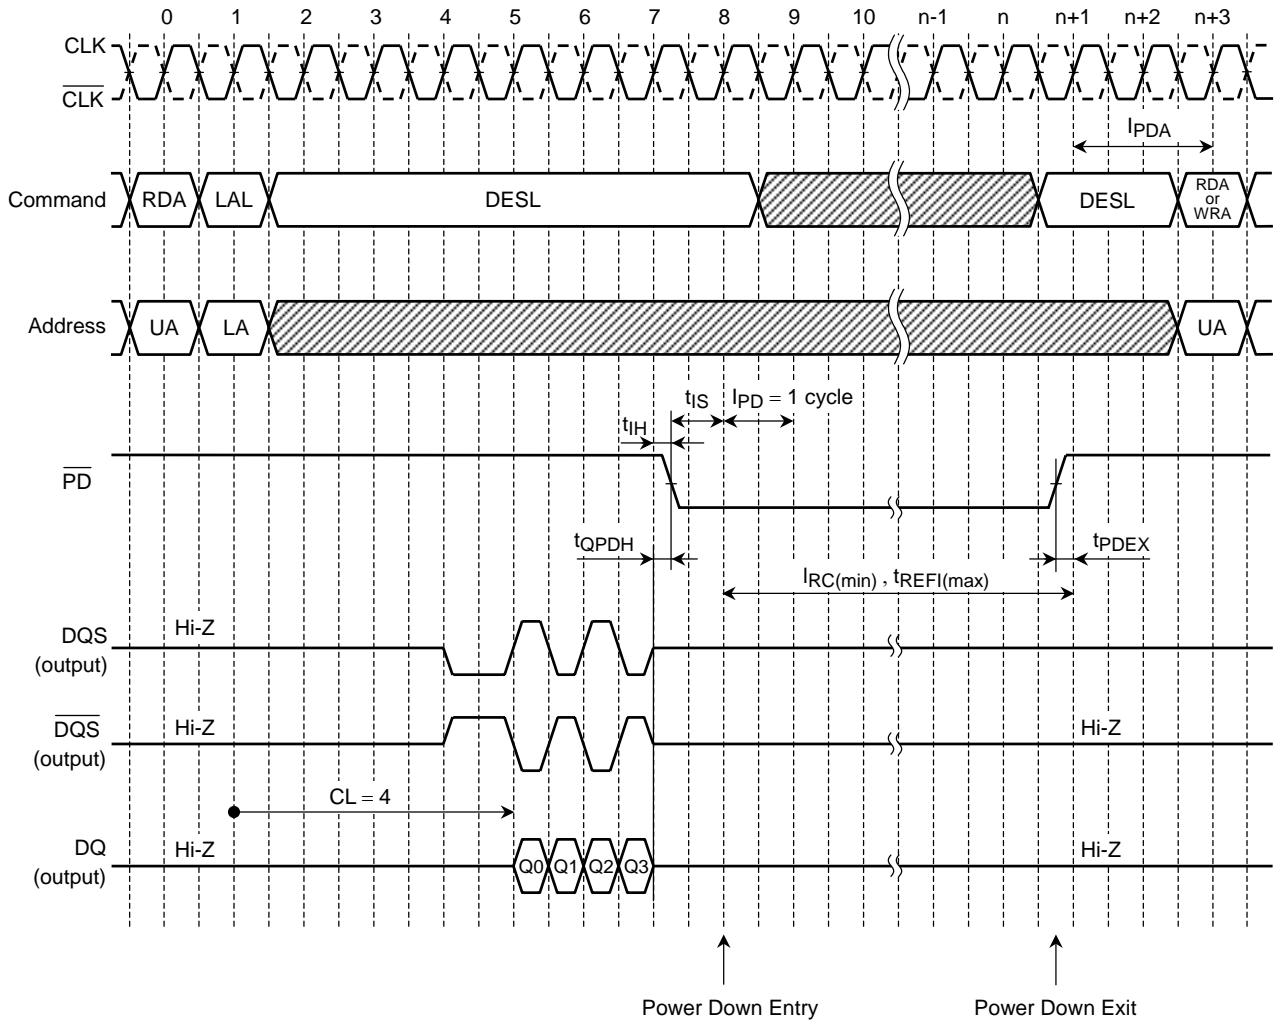 0 1 2 3 4 5 6 7 8 9 10 n-1 n n+1 n+2 n+3
CLK
CLK
IPDA
Command RDA LAL DESL DESL RDA or WRA
Address UA LA UA
tIS IPD = 1 cycle
tIH
PD
tQPDH tPDEX
IRC(min) , tREFI(max)
DQS (output) Hi-Z
DQS (output) Hi-Z Hi-Z
CL = 4
DQ (output) Hi-Z Q0 Q1 Q2 Q3 Hi-Z
Power Down Entry Power Down Exit